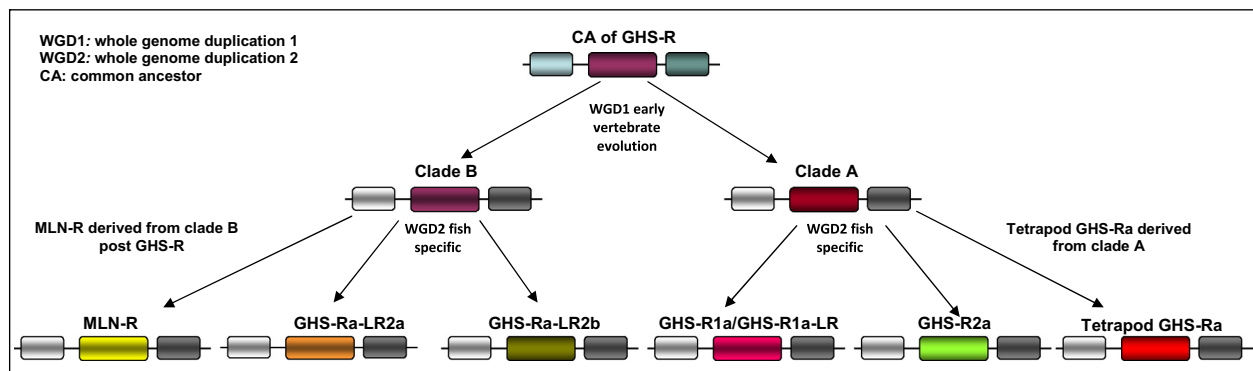 WGD1: whole genome duplication 1
WGD2: whole genome duplication 2
CA: common ancestor
CA of GHS-R
WGD1 early
vertebrate
evolution
Clade B
Clade A
MLN-R derived from clade B
post GHS-R
WGD2 fish
specific
WGD2 fish
specific
Tetrapod GHS-Ra derived
from clade A
MLN-R
GHS-Ra-LR2a
GHS-Ra-LR2b
GHS-R1a/GHS-R1a-LR
GHS-R2a
Tetrapod GHS-Ra